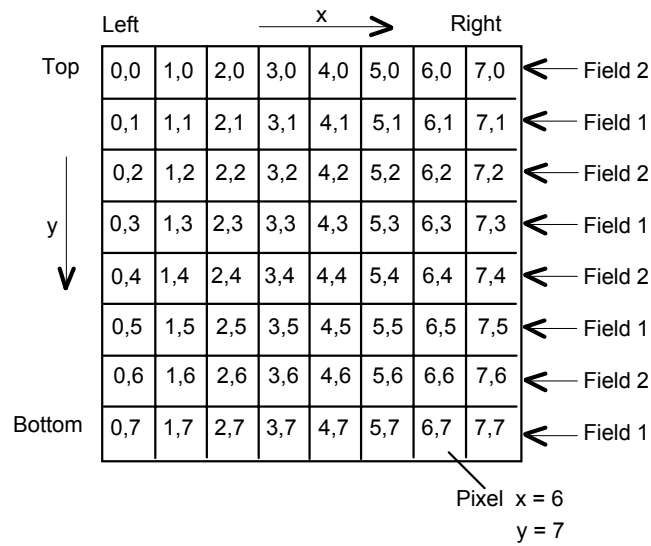 Left x Right
Top 0,0 1,0 2,0 3,0 4,0 5,0 6,0 7,0 Field 2
0,1 1,1 2,1 3,1 4,1 5,1 6,1 7,1 Field 1
0,2 1,2 2,2 3,2 4,2 5,2 6,2 7,2 Field 2
y 0,3 1,3 2,3 3,3 4,3 5,3 6,3 7,3 Field 1
0,4 1,4 2,4 3,4 4,4 5,4 6,4 7,4 Field 2
0,5 1,5 2,5 3,5 4,5 5,5 6,5 7,5 Field 1
0,6 1,6 2,6 3,6 4,6 5,6 6,6 7,6 Field 2
Bottom 0,7 1,7 2,7 3,7 4,7 5,7 6,7 7,7 Field 1
Pixel x = 6
y = 7